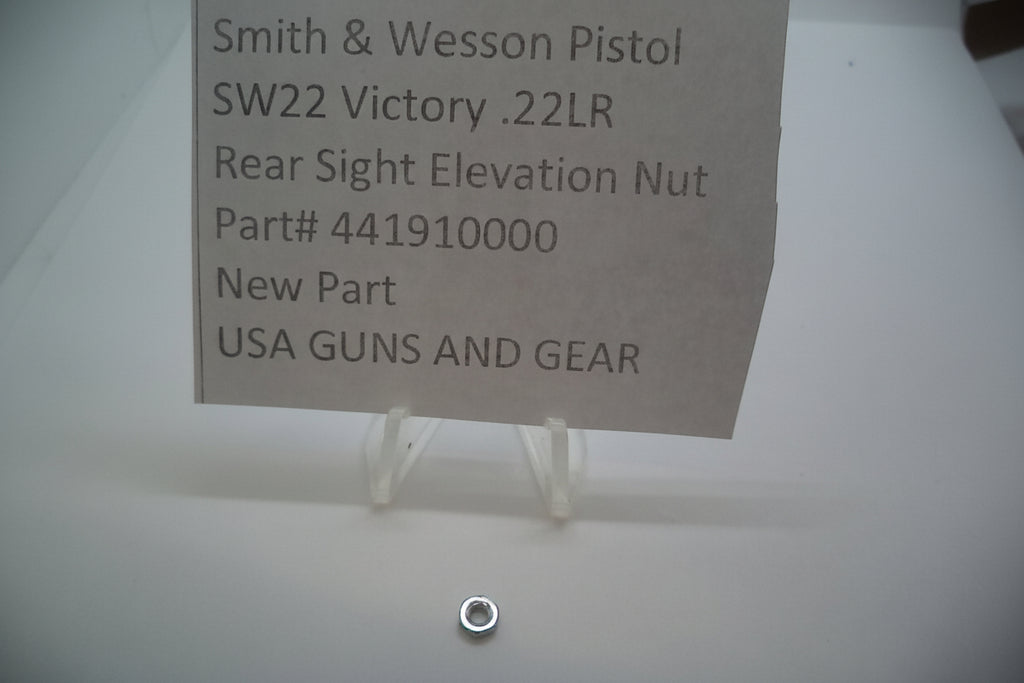 Smith & Wesson Pistol
SW22 Victory .22LR
Rear Sight Elevation Nut
Part# 441910000
New Part
USA GUNS AND GEAR